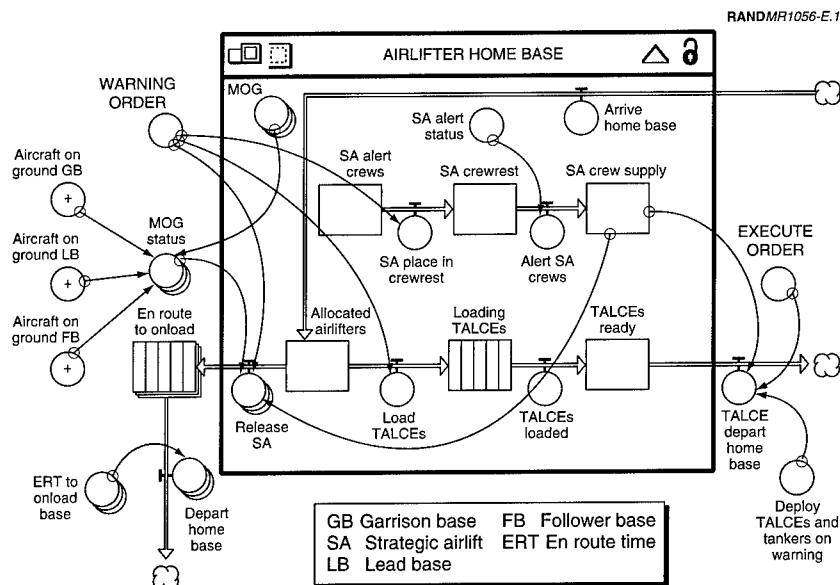 RANDMR1056-E.1
AIRLIFTER HOME BASE
WARNING
ORDER
MOG
SA alert
status
Arrive
home base
Aircraft on
ground GB
SA alert
crews
SA crewrest
SA crew supply
MOG
status
Aircraft on
ground LB
SA place in
crewrest
Alert SA
crews
EXECUTE
ORDER
Aircraft on
ground FB
En route
to onload
Allocated
airlifters
Loading
TALCEs
TALCEs
ready
Release
SA
Load
TALCEs
TALCEs
loaded
TALCE
depart
home
base
ERT to
onload
base
Depart
home
base
Deploy
TALCEs and
tankers on
warning
GB Garrison base FB Follower base
SA Strategic airlift ERT En route time
LB Lead base